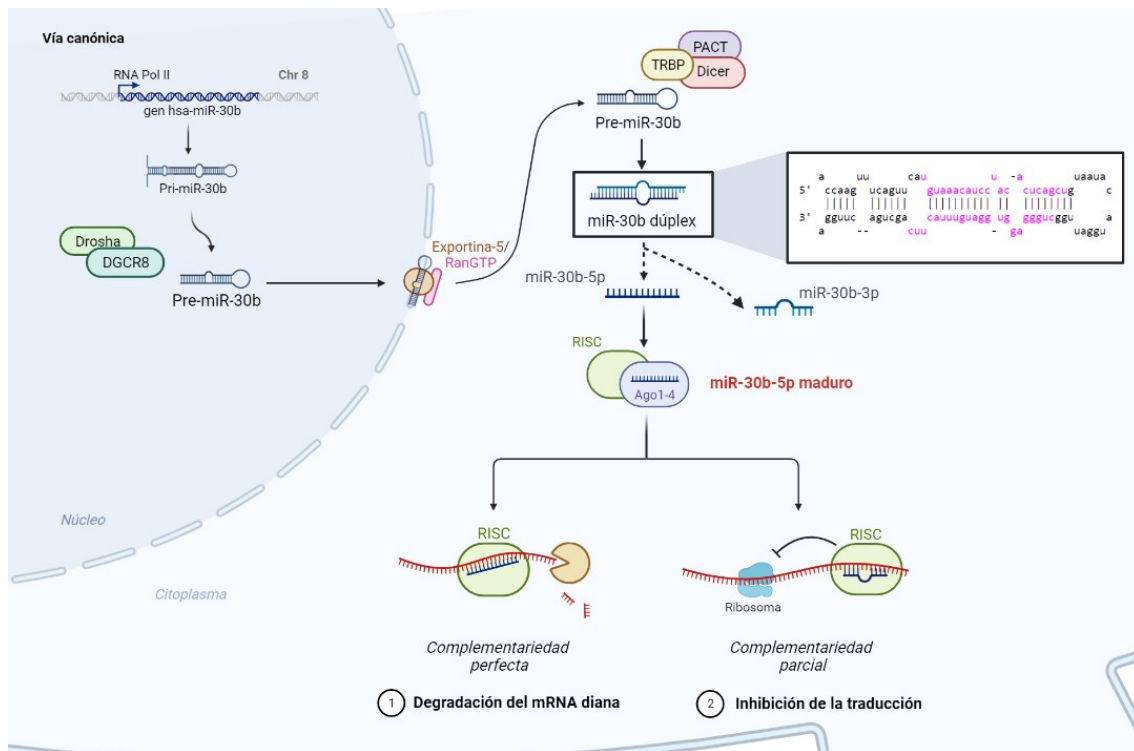 Vía canónica
RNA Pol II
Chr 8
gen hsa-miR-30b
Pri-miR-30b
Drosha
DGCR8
Pre-miR-30b
Exportina-5/
RanGTP
Núcleo
Citoplasma
PACT
TRBP
Dicer
Pre-miR-30b
miR-30b dúplex
a uu cau u -a uaaua
5' ccaag ucaguu guaaacaucc ac cucagcug c
||||| |||||| |||||||||| || ||||||||
3' gguuc agucga cauuuguagg ug gggucggu a
a -- cuu - ga uaggu
miR-30b-5p
miR-30b-3p
RISC
Ago1-4
miR-30b-5p maduro
RISC
Complementariedad
perfecta
1 Degradación del mRNA diana
RISC
Ribosoma
Complementariedad
parcial
2 Inhibición de la traducción